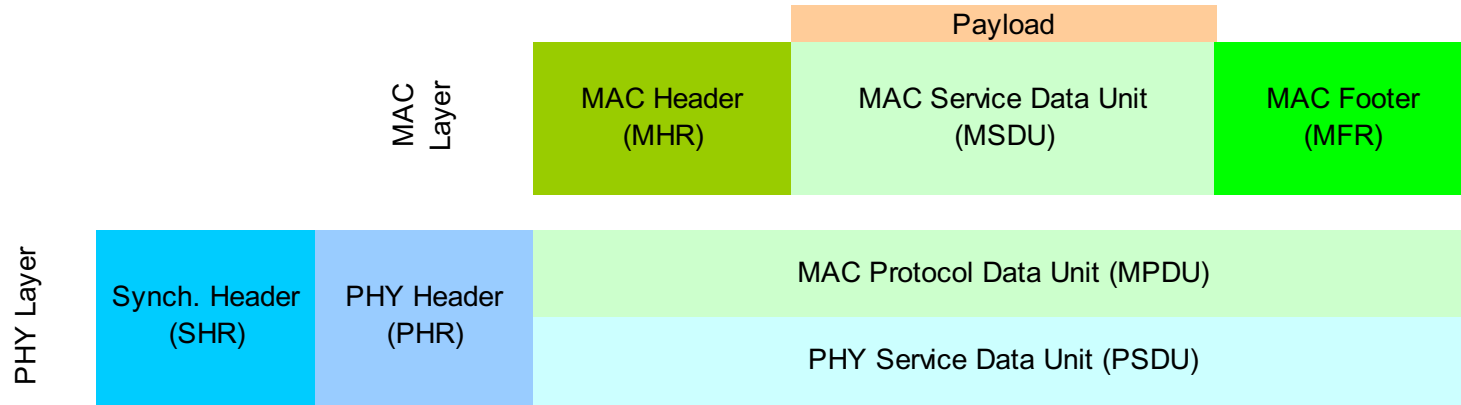 Payload
MAC
Layer
MAC Header
(MHR)
MAC Service Data Unit
(MSDU)
MAC Footer
(MFR)
PHY Layer
Synch. Header
(SHR)
PHY Header
(PHR)
MAC Protocol Data Unit (MPDU)
PHY Service Data Unit (PSDU)